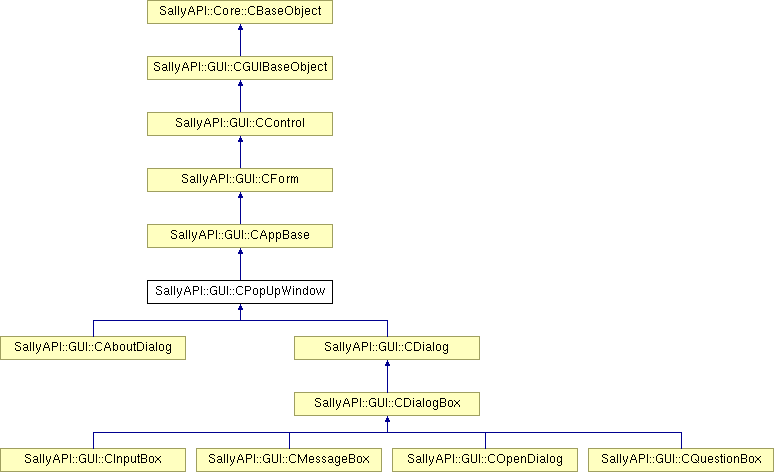 SallyAPI::Core::CBaseObject
SallyAPI::GUI::CGUIBaseObject
SallyAPI::GUI::CControl
SallyAPI::GUI::CForm
SallyAPI::GUI::CAppBase
SallyAPI::GUI::CPopUpWindow
SallyAPI::GUI::CAboutDialog
SallyAPI::GUI::CDialog
SallyAPI::GUI::CDialogBox
SallyAPI::GUI::CInputBox
SallyAPI::GUI::CMessageBox
SallyAPI::GUI::COpenDialog
SallyAPI::GUI::CQuestionBox